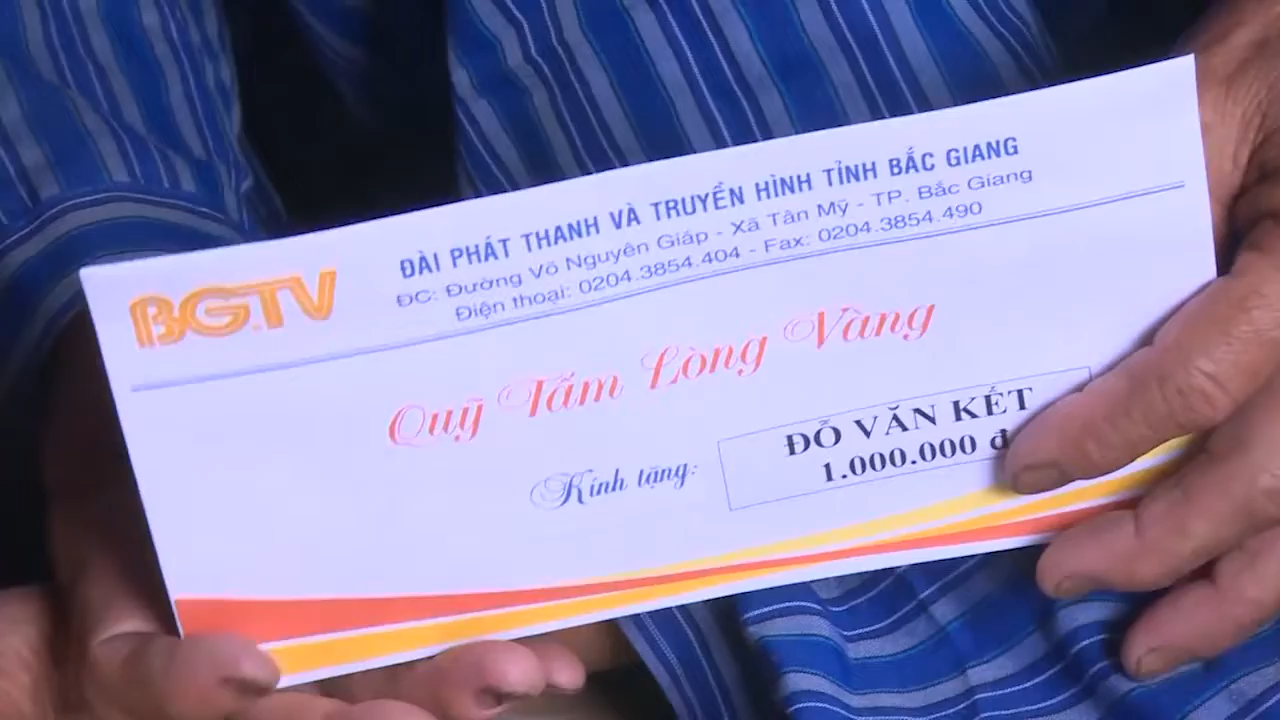 BGTV
ĐÀI PHÁT THANH VÀ TRUYỀN HÌNH TỈNH BẮC GIANG
ĐC: Đường Võ Nguyên Giáp - Xã Tân Mỹ - TP. Bắc Giang
Điện thoại: 0204.3854.404 - Fax: 0204.3854.490
Quỹ Tấm Lòng Vàng
Kính tặng:
ĐỖ VĂN KẾT
1.000.000 đ